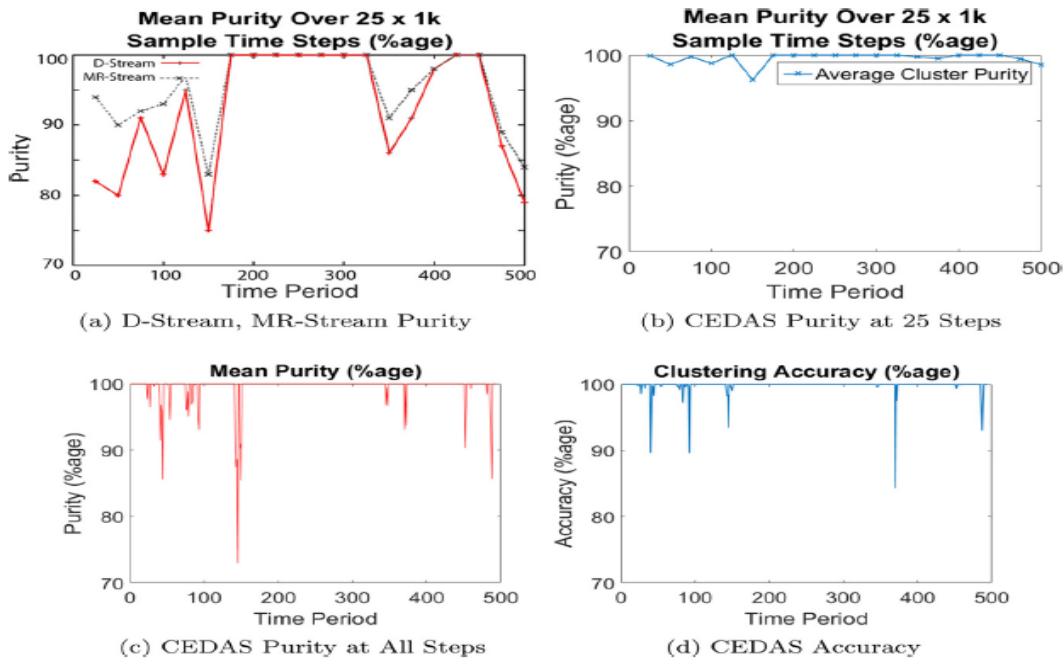 Mean Purity Over 25 x 1k
Sample Time Steps (%age)
D-Stream
MR-Stream
100
90
80
70
Purity
0 100 200 300 400 500
Time Period
(a) D-Stream, MR-Stream Purity
Mean Purity Over 25 x 1k
Sample Time Steps (%age)
Average Cluster Purity
100
90
80
70
Purity (%age)
0 100 200 300 400 500
Time Period
(b) CEDAS Purity at 25 Steps
Mean Purity (%age)
100
90
80
70
Purity (%age)
0 100 200 300 400 500
Time Period
(c) CEDAS Purity at All Steps
Clustering Accuracy (%age)
100
90
80
70
Accuracy (%age)
0 100 200 300 400 500
Time Period
(d) CEDAS Accuracy